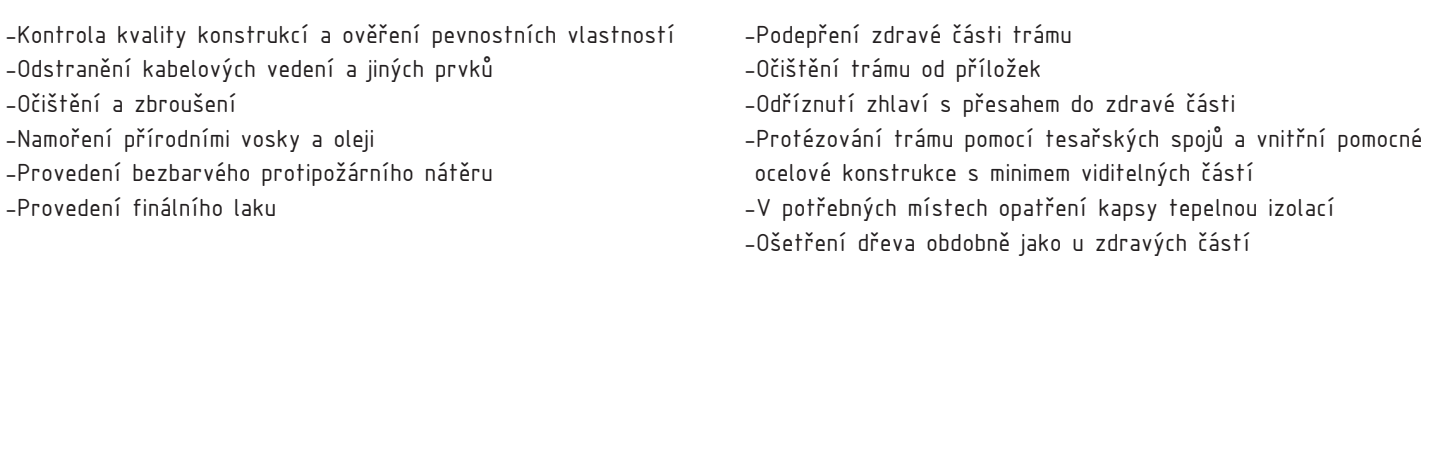 -Kontrola kvality konstrukcí a ověření pevnostních vlastností
-Odstranění kabelových vedení a jiných prvků
-Očištění a zbroušení
-Namoření přírodními vosky a oleji
-Provedení bezbarvého protipožárního nátěru
-Provedení finálního laku
-Podepření zdravé části trámu
-Očištění trámu od příložek
-Odříznutí zhlaví s přesahem do zdravé části
-Protézování trámu pomocí tesařských spojů a vnitřní pomocné
ocelové konstrukce s minimem viditelných částí
-V potřebných místech opatření kapsy tepelnou izolací
-Ošetření dřeva obdobně jako u zdravých částí